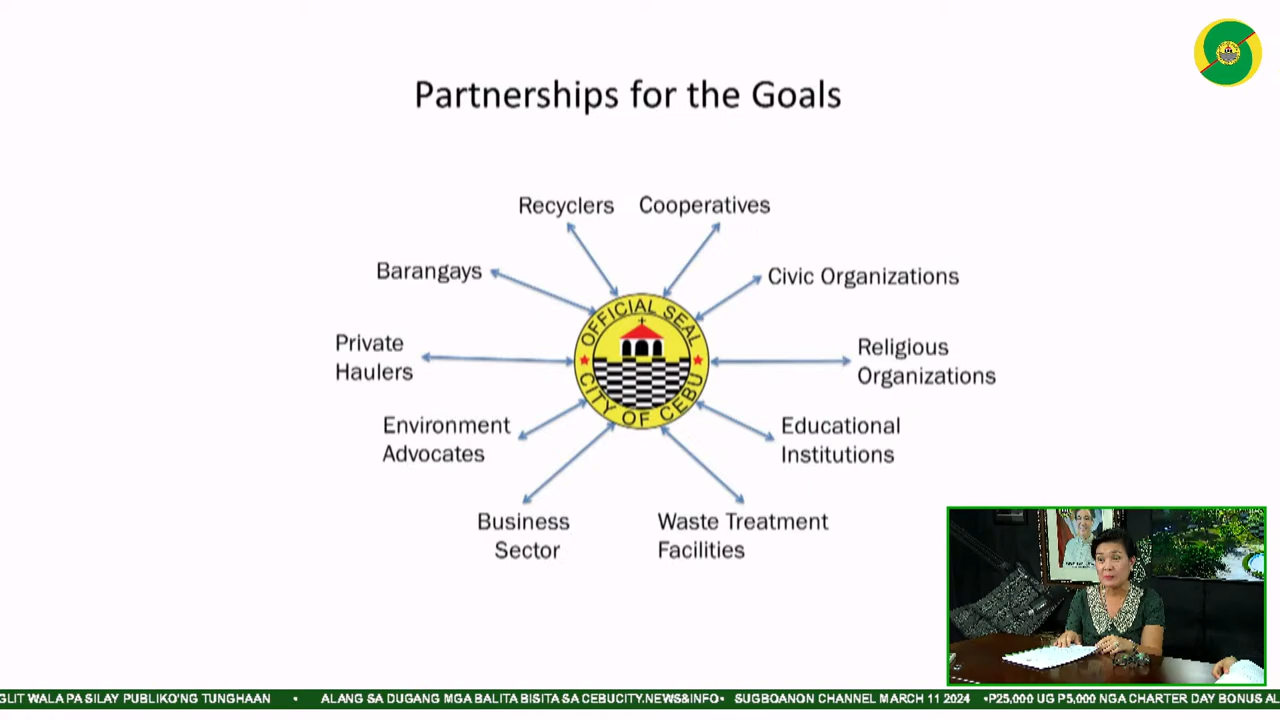 Partnerships for the Goals
Recyclers
Cooperatives
Barangays
Civic Organizations
Private
Haulers
Religious
Organizations
Environment
Advocates
Educational
Institutions
Business
Sector
Waste Treatment
Facilities
OFFICIAL SEAL
CITY OF CEBU
GLIT WALA PA SILAY PUBLIKO'NG TUNGHAAN • ALANG SA DUGANG MGA BALITA BISITA SA CEBUCITY.NEWS&INFO• SUGBOANON CHANNEL MARCH 11 2024 •P25,000 UG P5,000 NGA CHARTER DAY BONUS AL